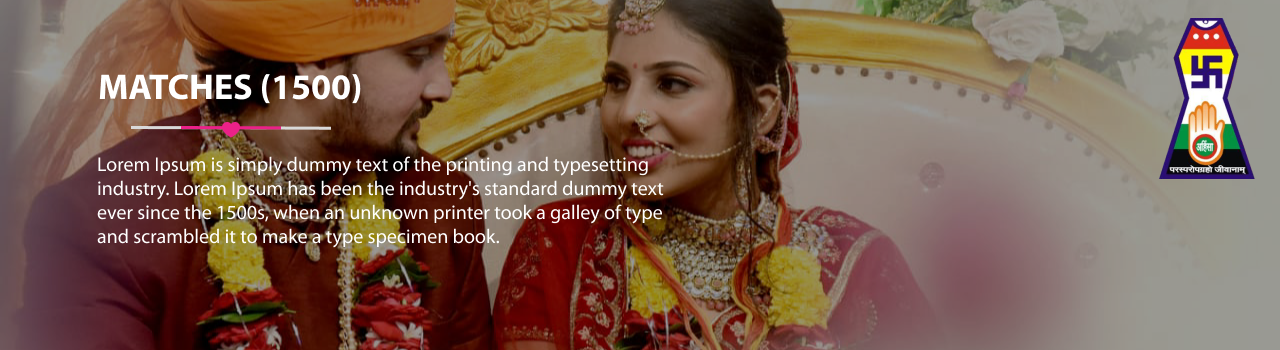 MATCHES (1500)
Lorem Ipsum is simply dummy text of the printing and typesetting
industry. Lorem Ipsum has been the industry's standard dummy text
ever since the 1500s, when an unknown printer took a galley of type
and scrambled it to make a type specimen book.
अहिंसा
परस्परोपग्रहो जीवानाम्